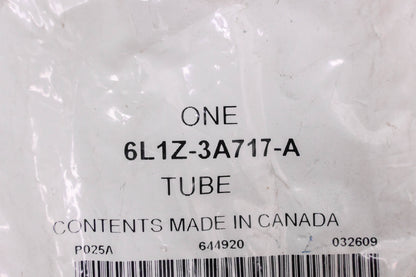 ONE
6L1Z-3A717-A
TUBE
CONTENTS MADE IN CANADA
P025A 644920 032609